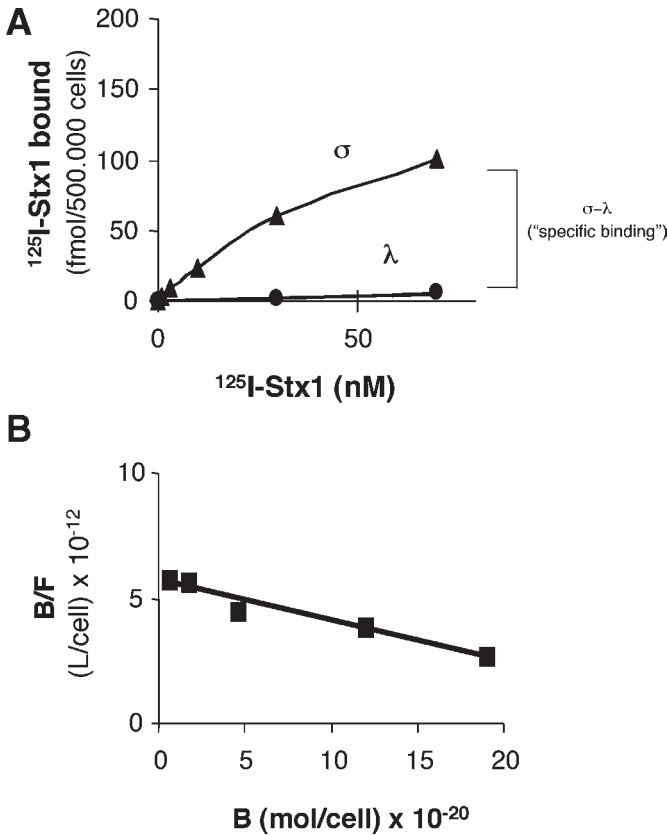 A
200
150
100
50
0
¹²⁵I-Stx1 bound
(fmol/500.000 cells)
σ
λ
σ–λ
("specific binding")
0 50
¹²⁵I-Stx1 (nM)
B
10
5
0
B/F
(L/cell) x 10⁻¹²
0 5 10 15 20
B (mol/cell) x 10⁻²⁰